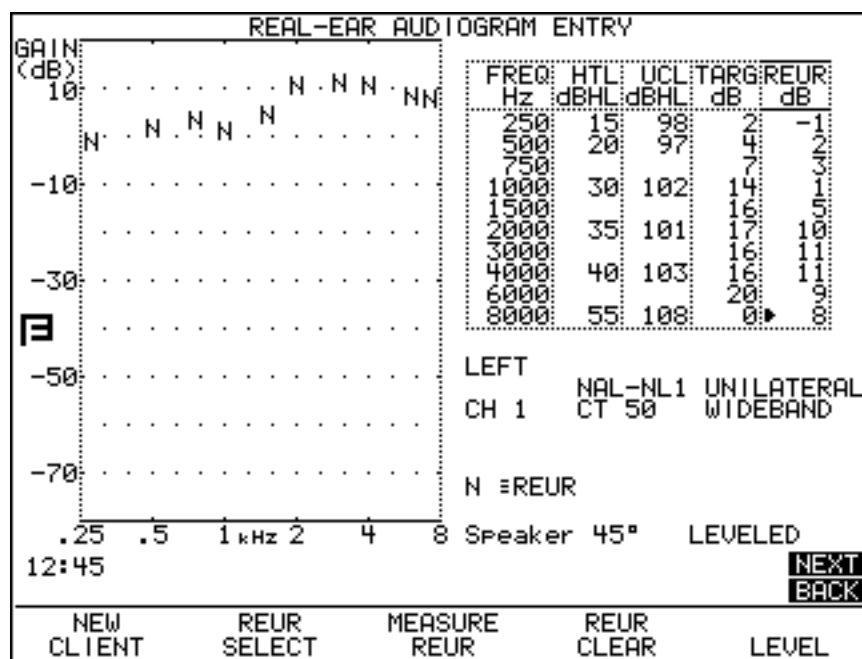 REAL-EAR AUDIOGRAM ENTRY
GAIN
(dB)
10
-10
-30
-50
-70
N N N N N N N N N N
.25 .5 1 kHz 2 4 8
FREQ HTL UCL TARG REUR
Hz dBHL dBHL dB dB
250 15 98 2 -1
500 20 97 4 2
750 7 3
1000 30 102 14 1
1500 16 5
2000 35 101 17 10
3000 16 11
4000 40 103 16 11
6000 20 9
8000 55 108 0 8
LEFT
NAL-NL1 UNILATERAL
CH 1 CT 50 WIDEBAND
N =REUR
Speaker 45° LEVELED
12:45
NEXT
BACK
NEW CLIENT
REUR SELECT
MEASURE REUR
REUR CLEAR
LEVEL